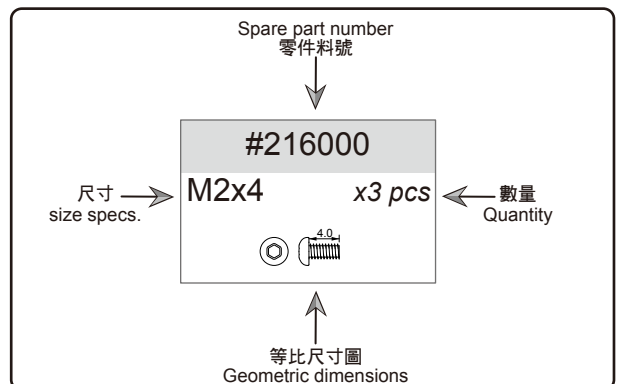 Spare part number
零件料號
#216000
M2x4
x3 pcs
尺寸
size specs.
數量
Quantity
4.0
等比尺寸圖
Geometric dimensions